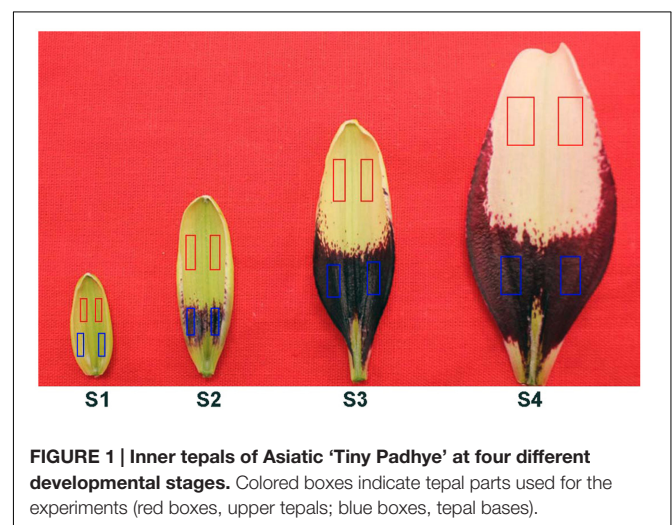 S1 S2 S3 S4
FIGURE 1 | Inner tepals of Asiatic ‘Tiny Padhye’ at four different
developmental stages. Colored boxes indicate tepal parts used for the
experiments (red boxes, upper tepals; blue boxes, tepal bases).